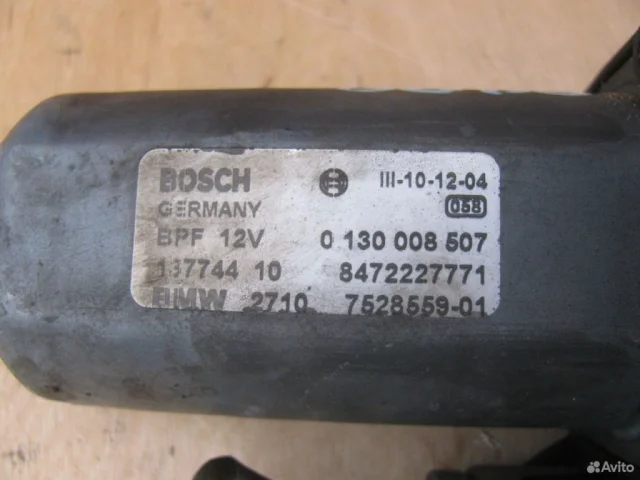 BOSCH III-10-12-04
GERMANY 058
BPF 12V 0 130 008 507
137744 10 8472227771
BMW 2710 7528559-01
Avito